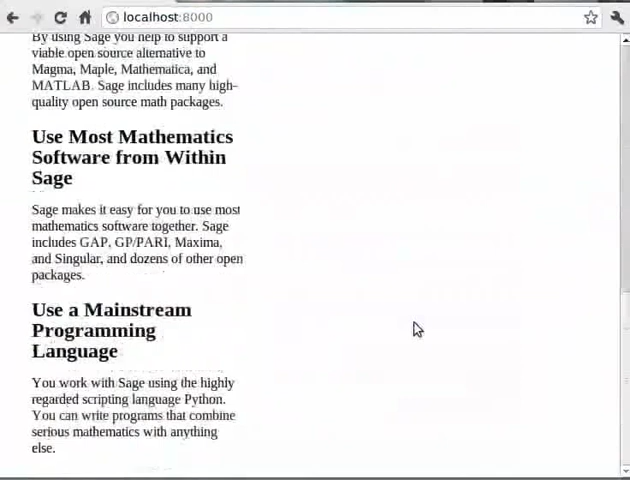 localhost:8000
By using Sage you help to support a
viable open source alternative to
Magma, Maple, Mathematica, and
MATLAB. Sage includes many high-
quality open source math packages.
Use Most Mathematics
Software from Within
Sage
Sage makes it easy for you to use most
mathematics software together. Sage
includes GAP, GP/PARI, Maxima,
and Singular, and dozens of other open
packages.
Use a Mainstream
Programming
Language
You work with Sage using the highly
regarded scripting language Python.
You can write programs that combine
serious mathematics with anything
else.